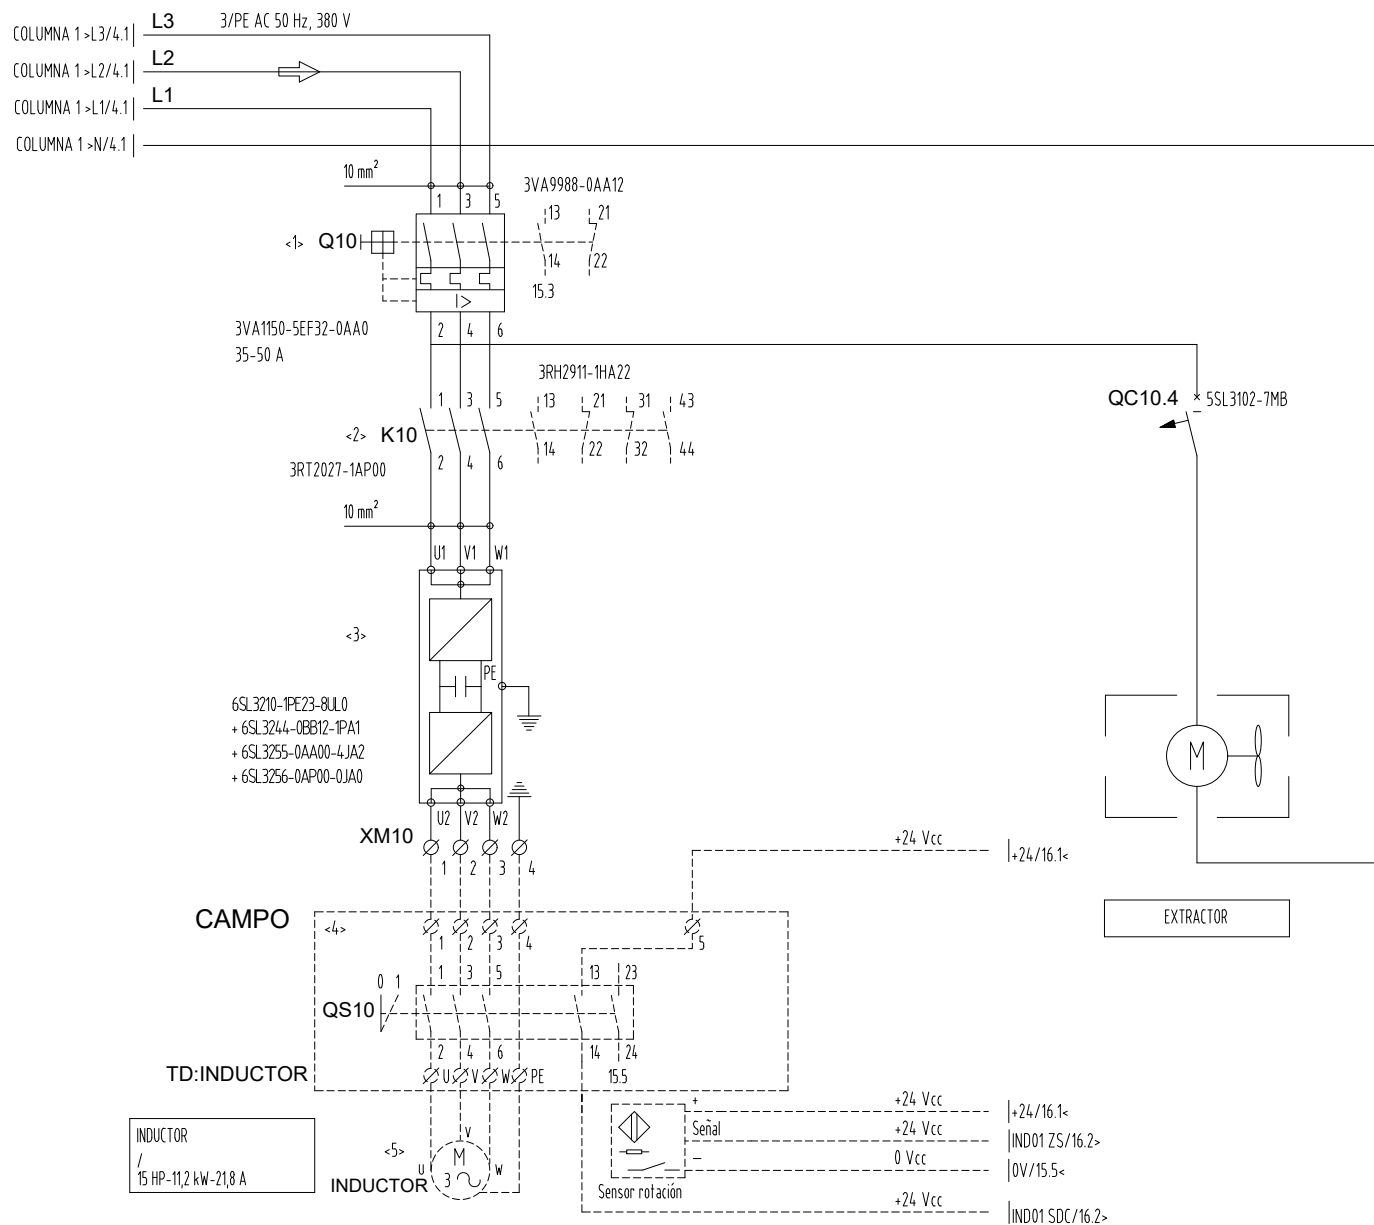 L3 3/PE AC 50 Hz, 380 V
COLUMNA 1 >L3/4.1
L2
COLUMNA 1 >L2/4.1
L1
COLUMNA 1 >L1/4.1
COLUMNA 1 >N/4.1
10 mm²
3VA9988-0AA12
1 3 5 13 21
<1> Q10
14 22
15.3
I>
3VA1150-5EF32-0AA0
2 4 6
35-50 A
3RH2911-1HA22
QC10.4 5SL3102-7MB
1 3 5 13 21 31 43
<2> K10
14 22 32 44
3RT2027-1AP00
2 4 6
10 mm²
U1 V1 W1
<3>
PE
6SL3210-1PE23-8UL0
+ 6SL3244-0BB12-1PA1
+ 6SL3255-0AA00-4JA2
+ 6SL3256-0AP00-0JA0
M
U2 V2 W2
XM10
1 2 3 4
+24 Vcc
+24/16.1<
EXTRACTOR
CAMPO
<4>
1 2 3 4 5
0 1
1 3 5 13 23
QS10
2 4 6 14 24
TD:INDUCTOR
U V W PE 15.5
INDUCTOR
/
15 HP-11,2 kW-21,8 A
<5>
U V W
M
3
INDUCTOR
+ +24 Vcc
+24/16.1<
Señal +24 Vcc
IND01 ZS/16.2>
- 0 Vcc
0V/15.5<
Sensor rotación
+24 Vcc
IND01 SDC/16.2>